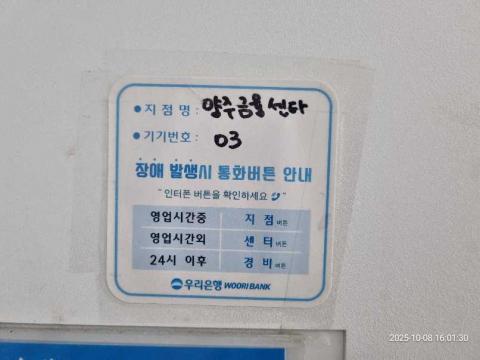 • 지점명 : 양주금융센타
• 기기번호 : 03
장애 발생시 통화버튼 안내
"인터폰 버튼을 확인하세요"
영업시간중 지점버튼
영업시간외 센터버튼
24시 이후 경비버튼
우리은행 WOORI BANK
2025-10-08 16:01:30